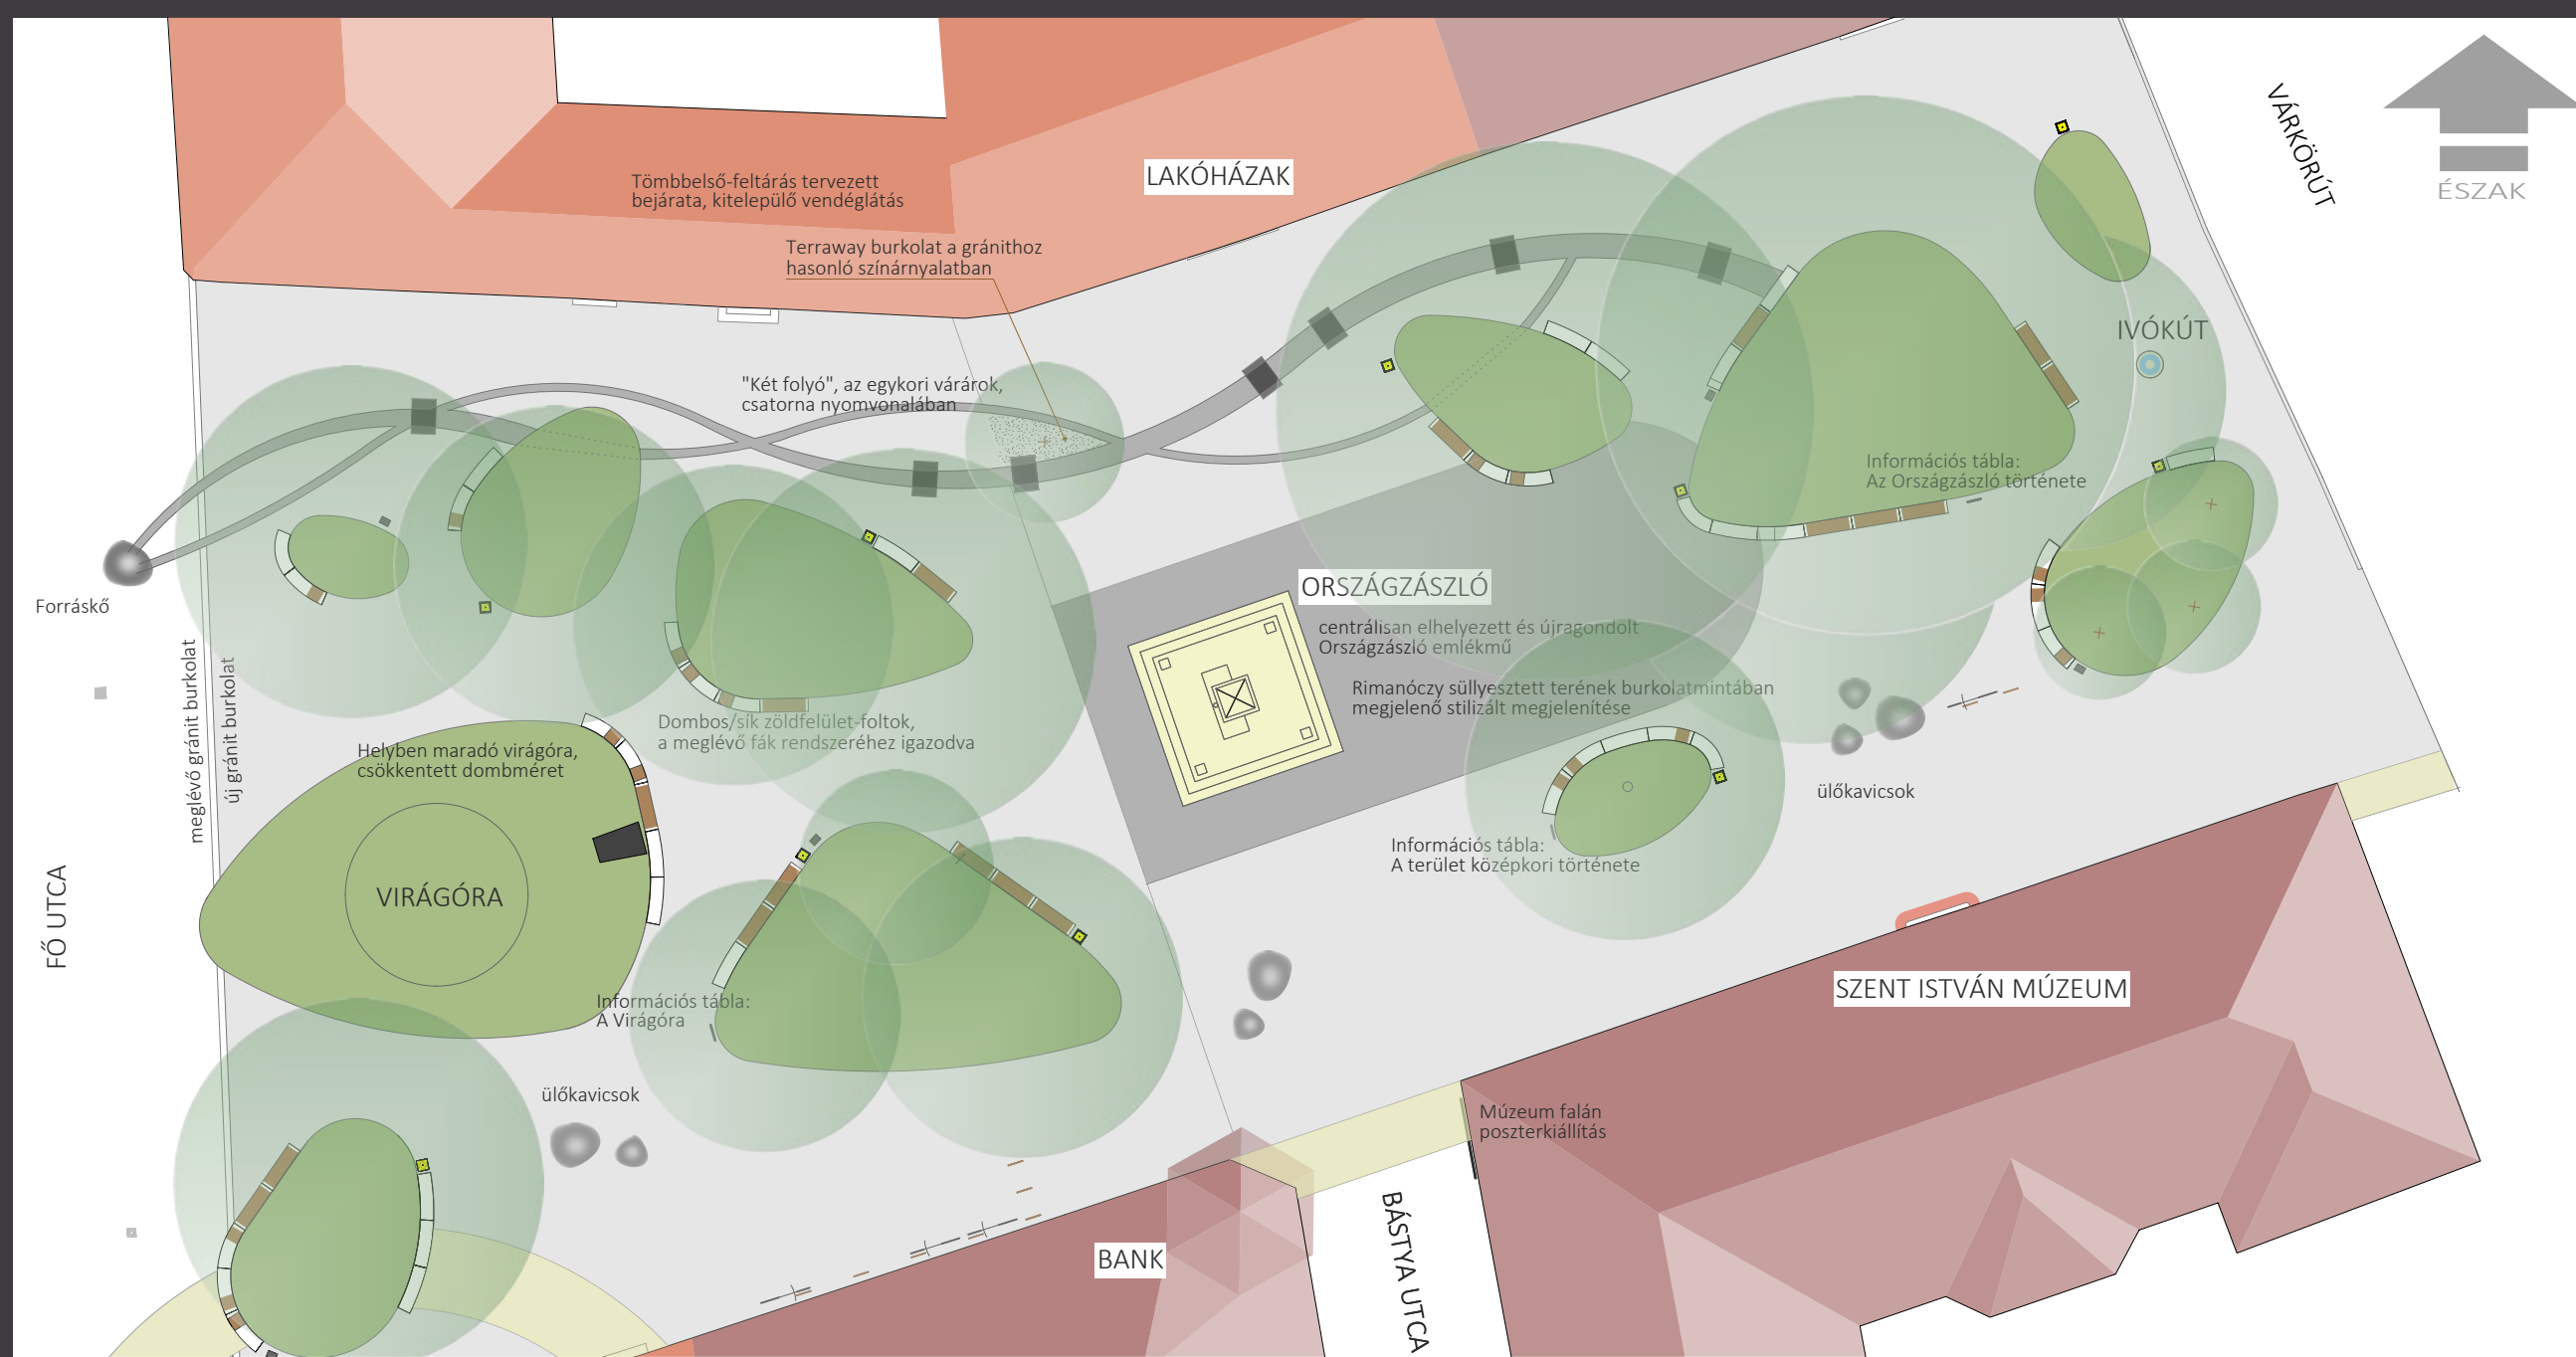 VÁRKÖRÚT
ÉSZAK
LAKÓHÁZAK
Tömbbelső-feltárás tervezett
bejárata, kitelepülő vendéglátás
Terraway burkolat a gránithoz
hasonló színárnyalatban
IVÓKÚT
"Két folyó", az egykori várárok,
csatorna nyomvonalában
Információs tábla:
Az Országzászló története
Forráskő
ORSZÁGZÁSZLÓ
centrálisan elhelyezett és újragondolt
Országzászló emlékmű
Rimanóczy süllyesztett terének burkolatmintában
megjelenő stilizált megjelenítése
meglévő gránit burkolat
új gránit burkolat
Dombos/sík zöldfelület-foltok,
a meglévő fák rendszeréhez igazodva
Helyben maradó virágóra,
csökkentett dombméret
ülőkavicsok
Információs tábla:
A terület középkori története
FŐ UTCA
VIRÁGÓRA
SZENT ISTVÁN MÚZEUM
Információs tábla:
A Virágóra
ülőkavicsok
Múzeum falán
poszterkiállítás
BANK
BÁSTYA UTCA